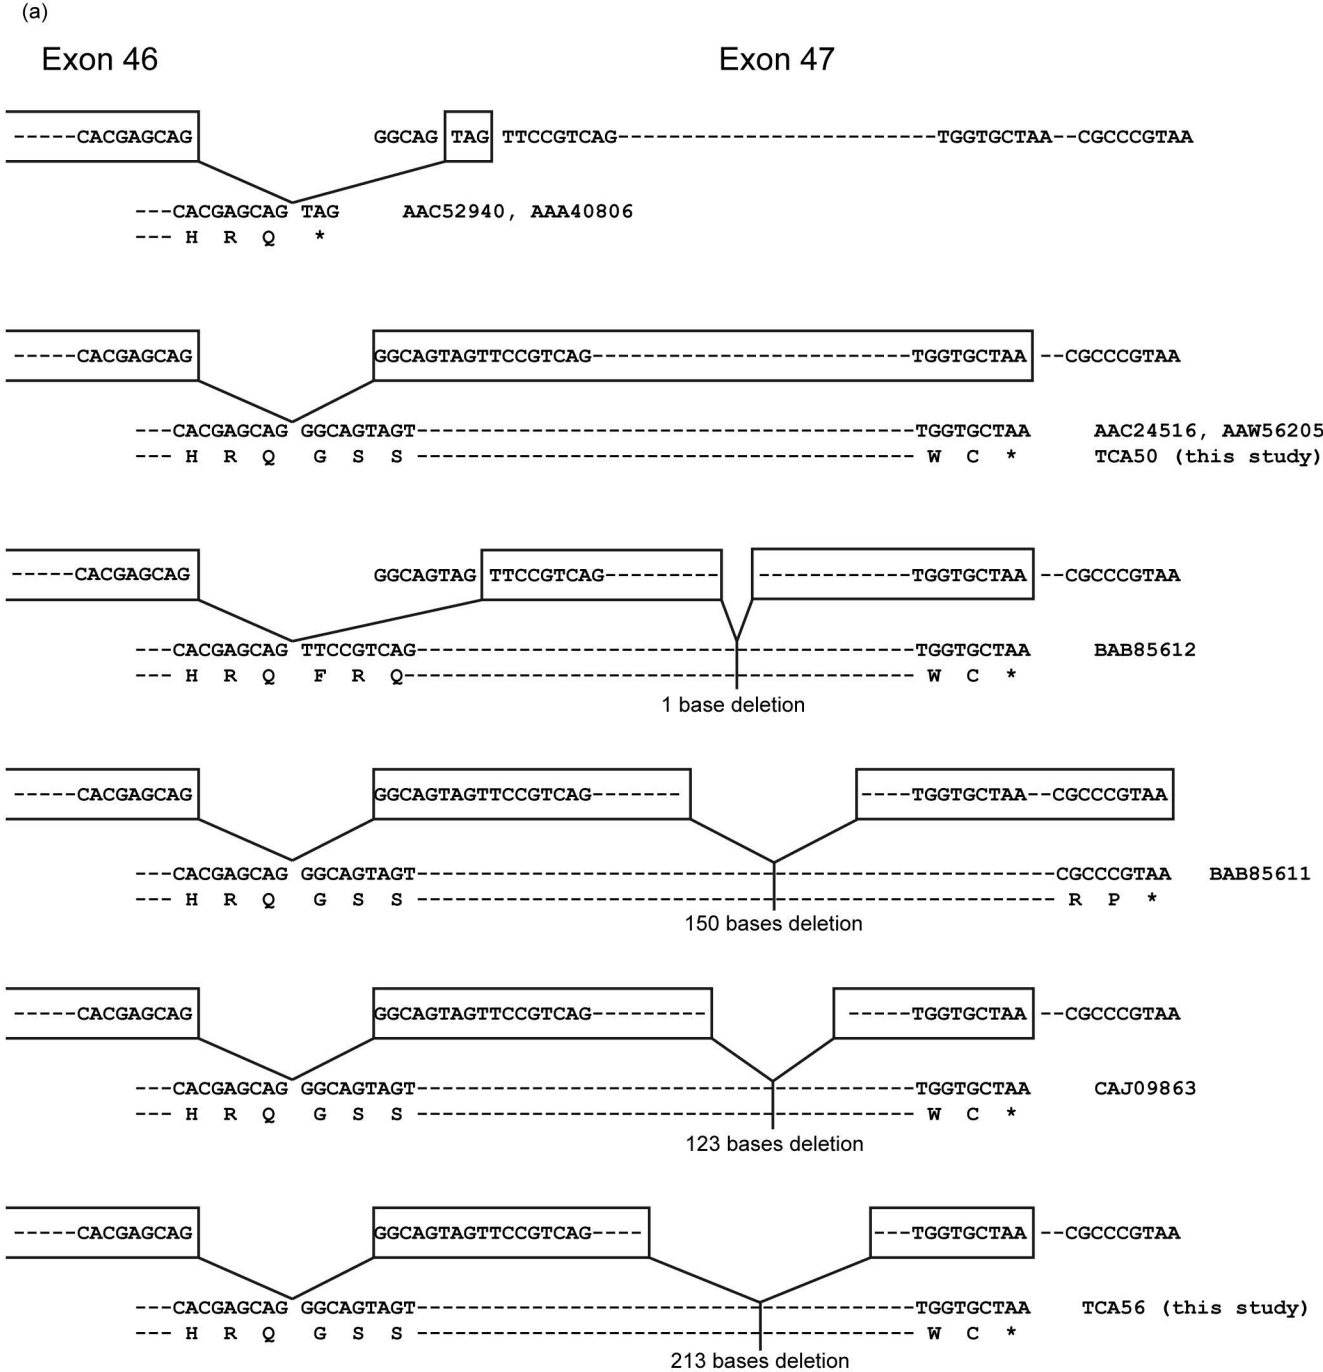 (a)
Exon 46 Exon 47
-----CACGAGCAG GGCAG TAG TTCCGTCAG-------------------------TGGTGCTAA--CGCCCGTAA
---CACGAGCAG TAG AAC52940, AAA40806
--- H R Q *
-----CACGAGCAG GGCAGTAGTTCCGTCAG-------------------------TGGTGCTAA --CGCCCGTAA
---CACGAGCAG GGCAGTAGT---------------------------------------TGGTGCTAA AAC24516, AAW56205
--- H R Q G S S --------------------------------------- W C * TCA50 (this study)
-----CACGAGCAG GGCAGTAG TTCCGTCAG--------- ------------TGGTGCTAA --CGCCCGTAA
---CACGAGCAG TTCCGTCAG---------------------------------------TGGTGCTAA BAB85612
--- H R Q F R Q---------------------------------------- W C *
1 base deletion
-----CACGAGCAG GGCAGTAGTTCCGTCAG------- ----TGGTGCTAA--CGCCCGTAA
---CACGAGCAG GGCAGTAGT--------------------------------------------------CGCCCGTAA BAB85611
--- H R Q G S S -------------------------------------------------- R P *
150 bases deletion
-----CACGAGCAG GGCAGTAGTTCCGTCAG--------- -----TGGTGCTAA --CGCCCGTAA
---CACGAGCAG GGCAGTAGT---------------------------------------TGGTGCTAA CAJ09863
--- H R Q G S S --------------------------------------- W C *
123 bases deletion
-----CACGAGCAG GGCAGTAGTTCCGTCAG---- ---TGGTGCTAA --CGCCCGTAA
---CACGAGCAG GGCAGTAGT---------------------------------------TGGTGCTAA TCA56 (this study)
--- H R Q G S S --------------------------------------- W C *
213 bases deletion